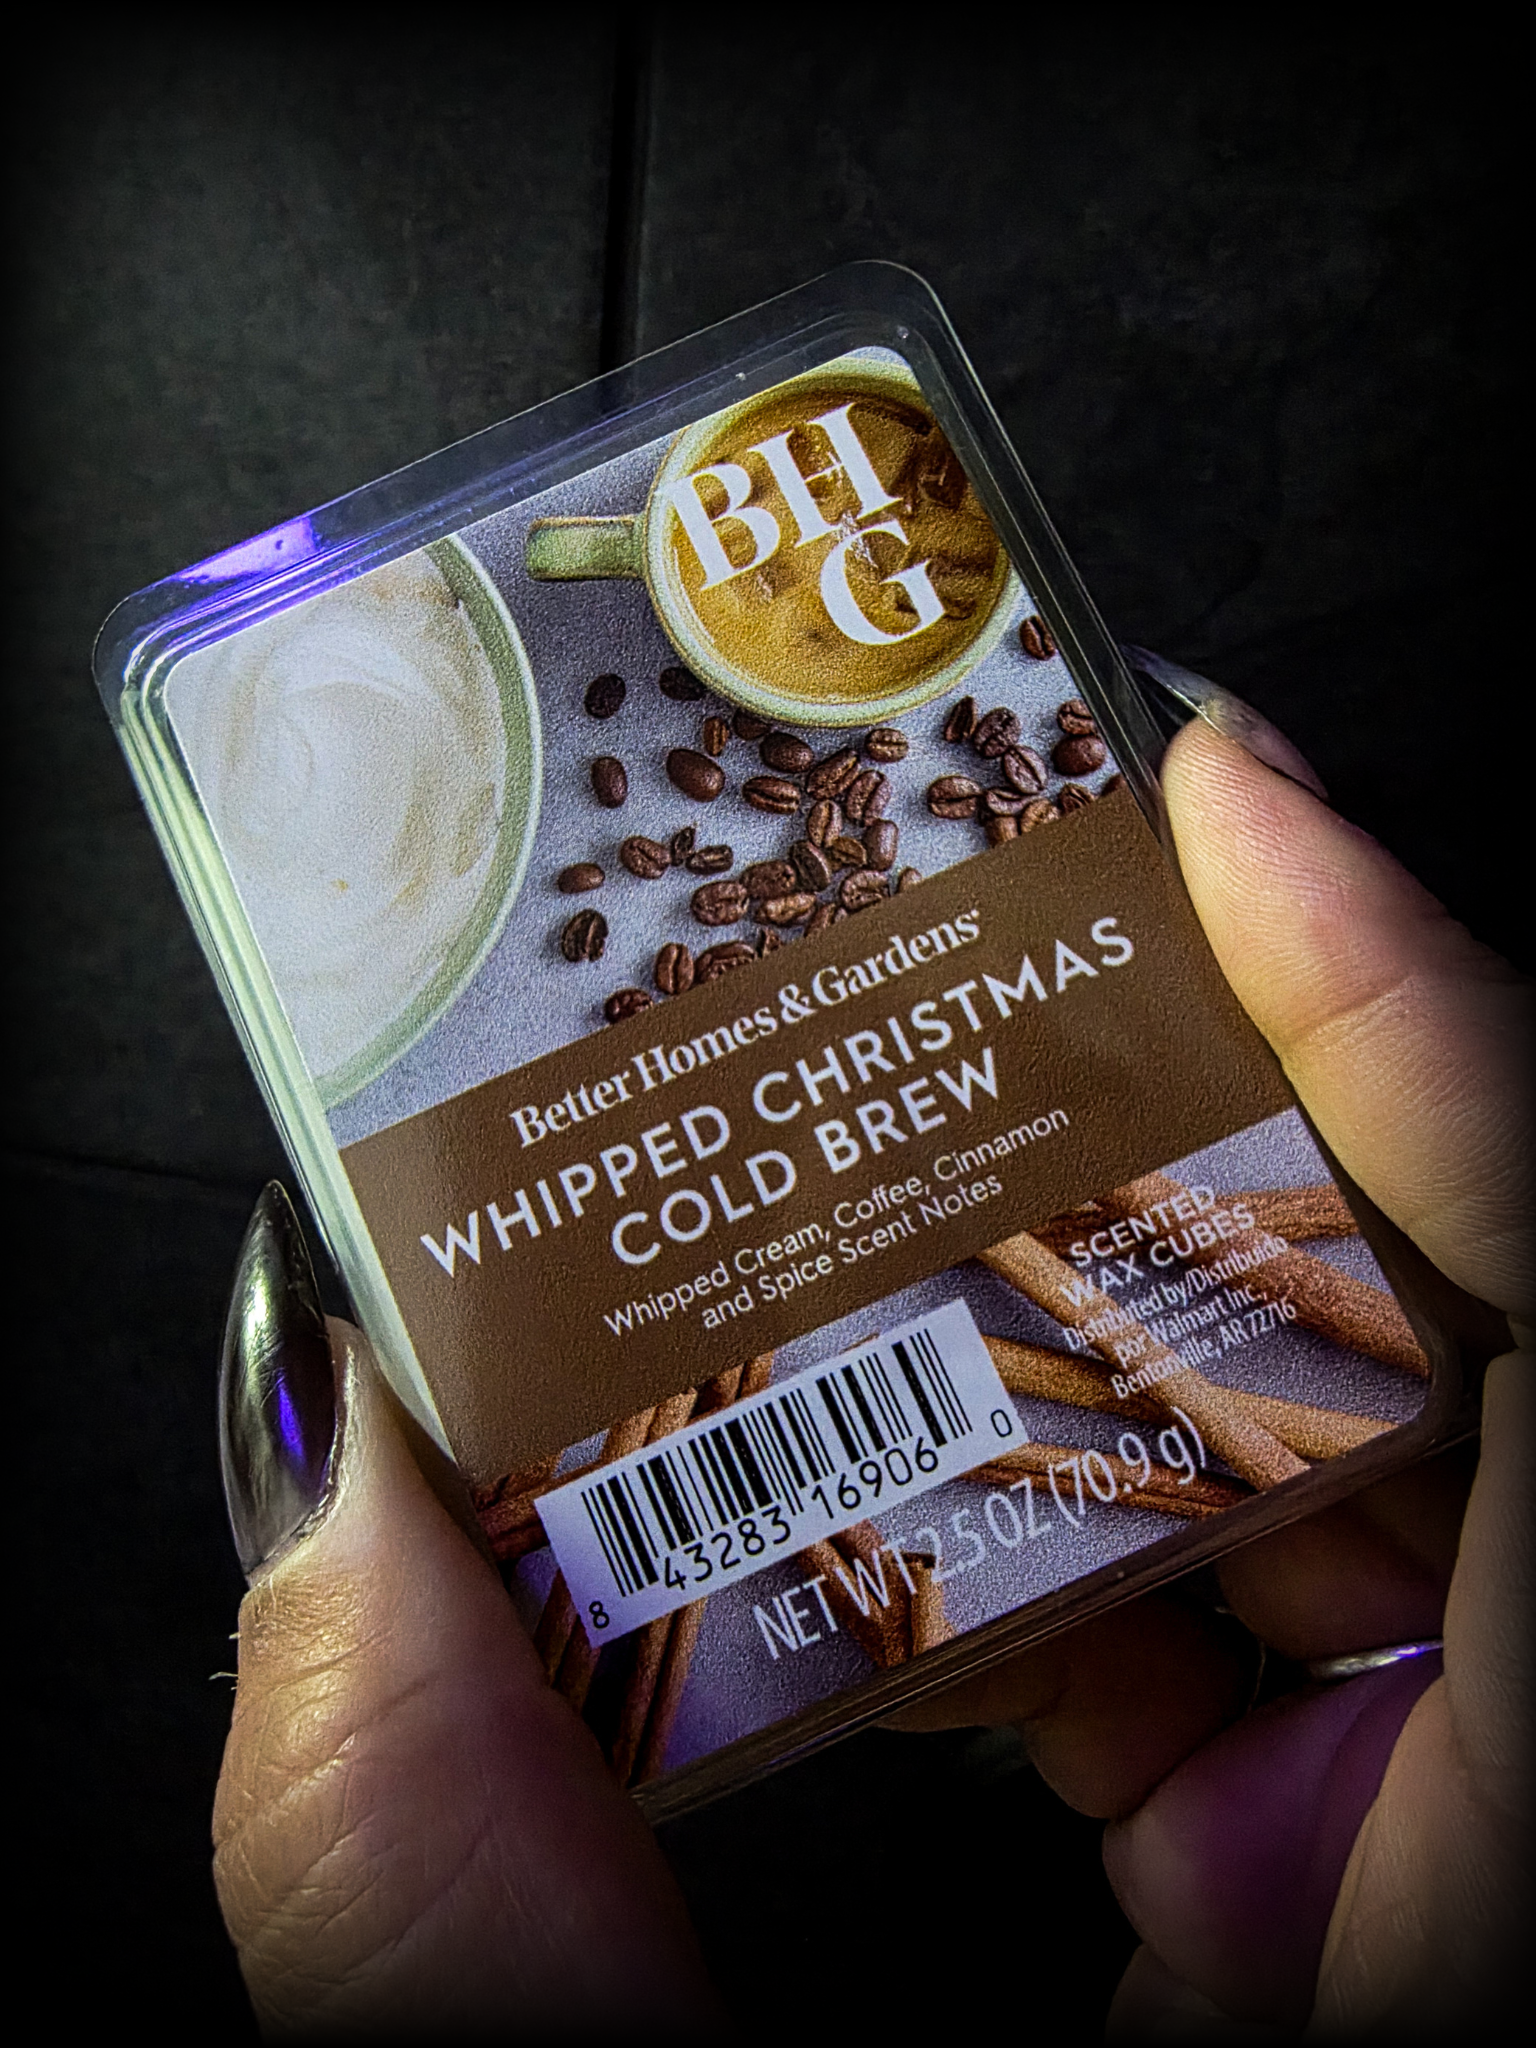 BH
G
Better Homes & Gardens®
WHIPPED CHRISTMAS
COLD BREW
Whipped Cream, Coffee, Cinnamon
and Spice Scent Notes
SCENTED
WAX CUBES
Distributed by/Distribuido
por Walmart Inc.,
Bentonville, AR 72716
8 43283 16906 0
NET WT 2.5 OZ (70.9 g)